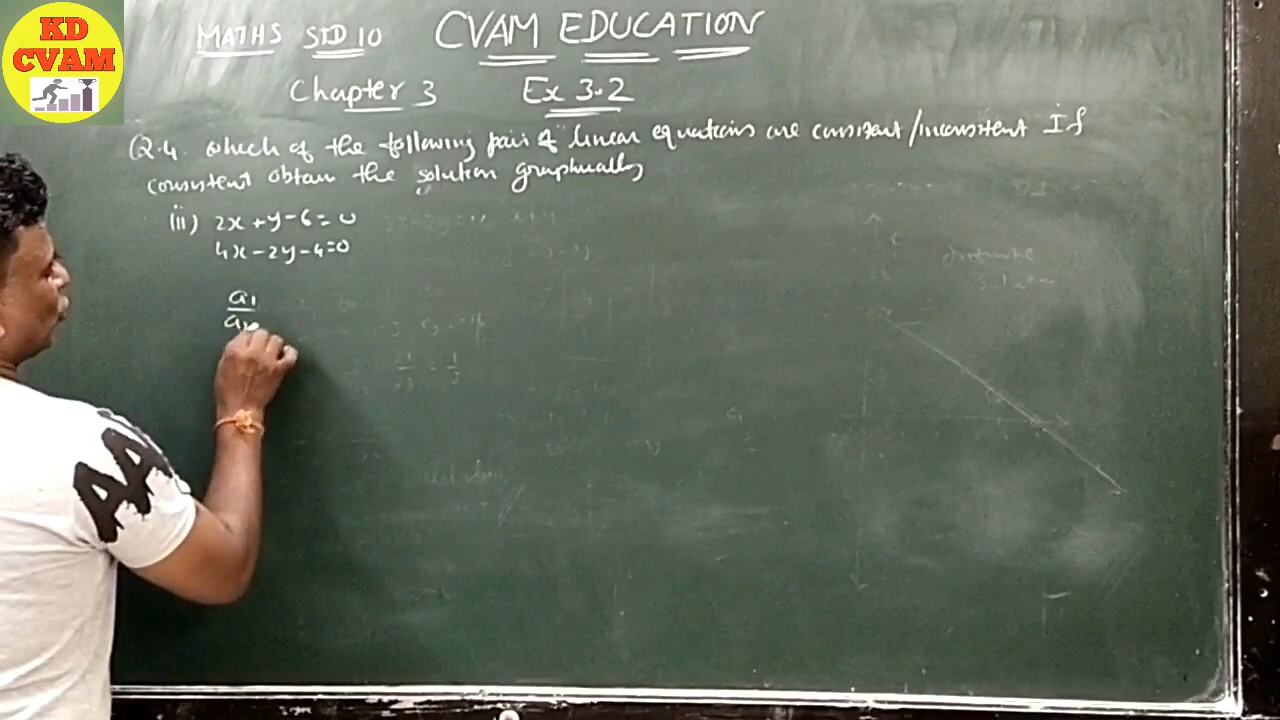 KD
CVAM
MATHS STD 10 CVAM EDUCATION
Chapter 3 Ex 3.2
Q.4. which of the following pair of linear equations are consistent/inconsistent If
consistent obtain the solution graphically
(ii) 2x + y - 6 = 0
4x - 2y - 4 = 0
a1
a2
AA